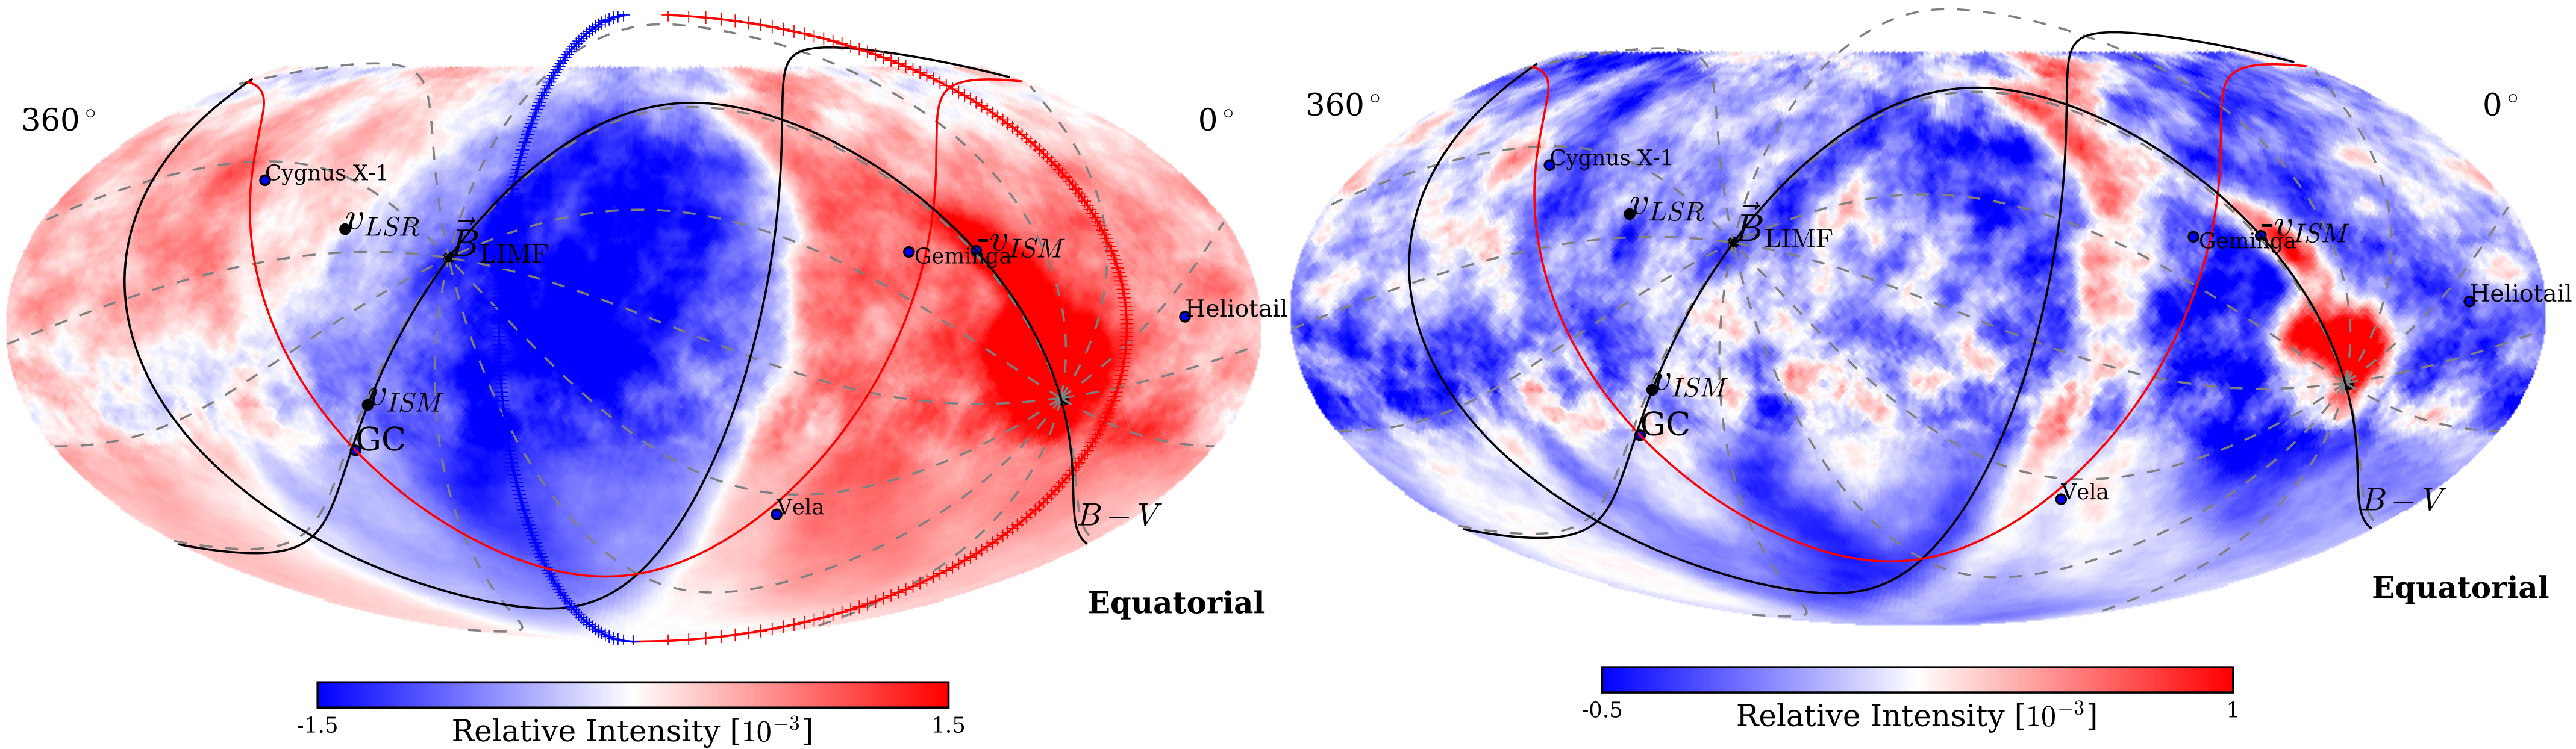 360°
0°
Cygnus X-1
v_LSR
B⃗_LIMF
Geminga
-v_ISM
Heliotail
v_ISM
GC
Vela
B − V
Equatorial
-1.5
1.5
Relative Intensity [10⁻³]
360°
0°
Cygnus X-1
v_LSR
B⃗_LIMF
Geminga
-v_ISM
Heliotail
v_ISM
GC
Vela
B − V
Equatorial
-0.5
1
Relative Intensity [10⁻³]